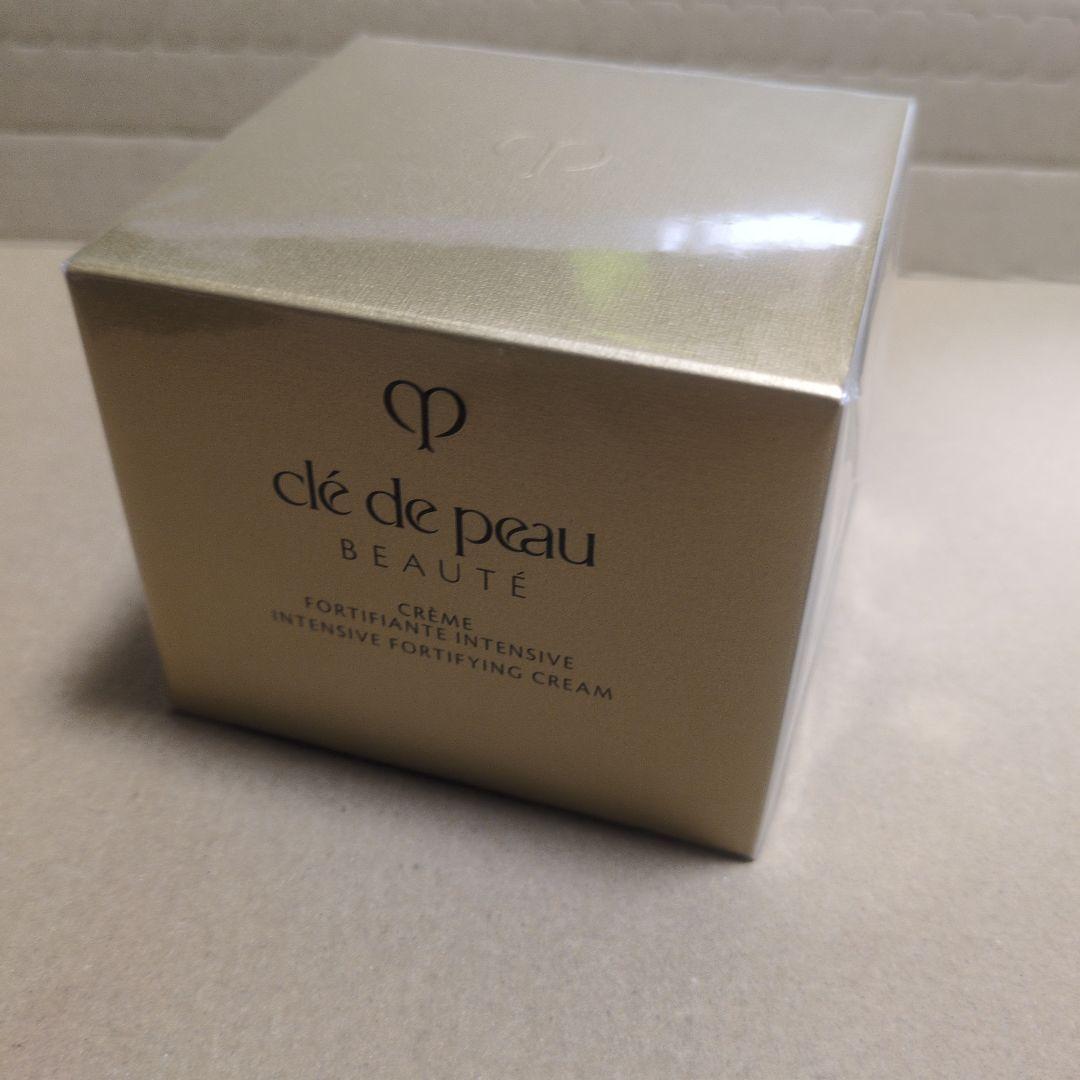 clé de peau
BEAUTÉ
CRÈME
FORTIFIANTE INTENSIVE
INTENSIVE FORTIFYING CREAM